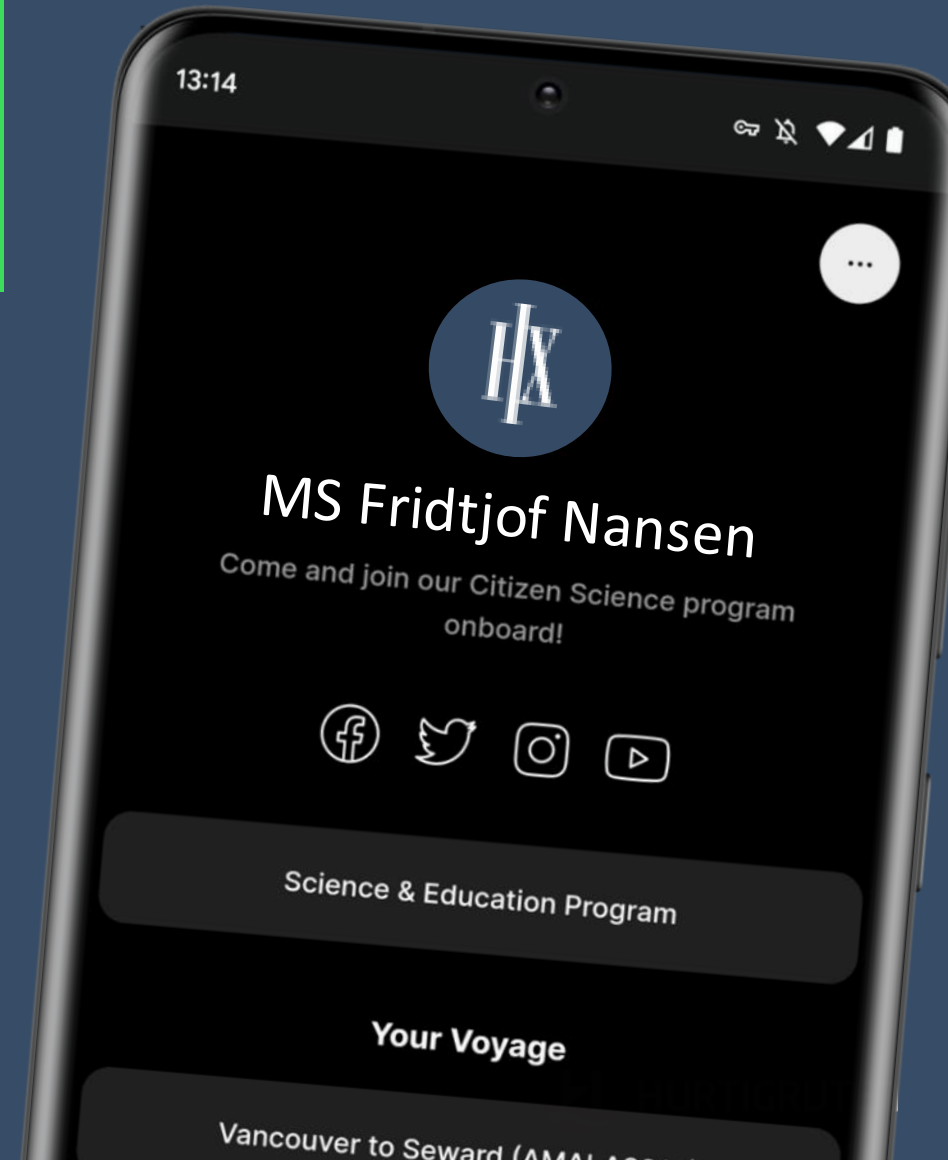 13:14
HX
MS Fridtjof Nansen
Come and join our Citizen Science program
onboard!
Science & Education Program
Your Voyage
HURTIGRUT
Vancouver to Seward